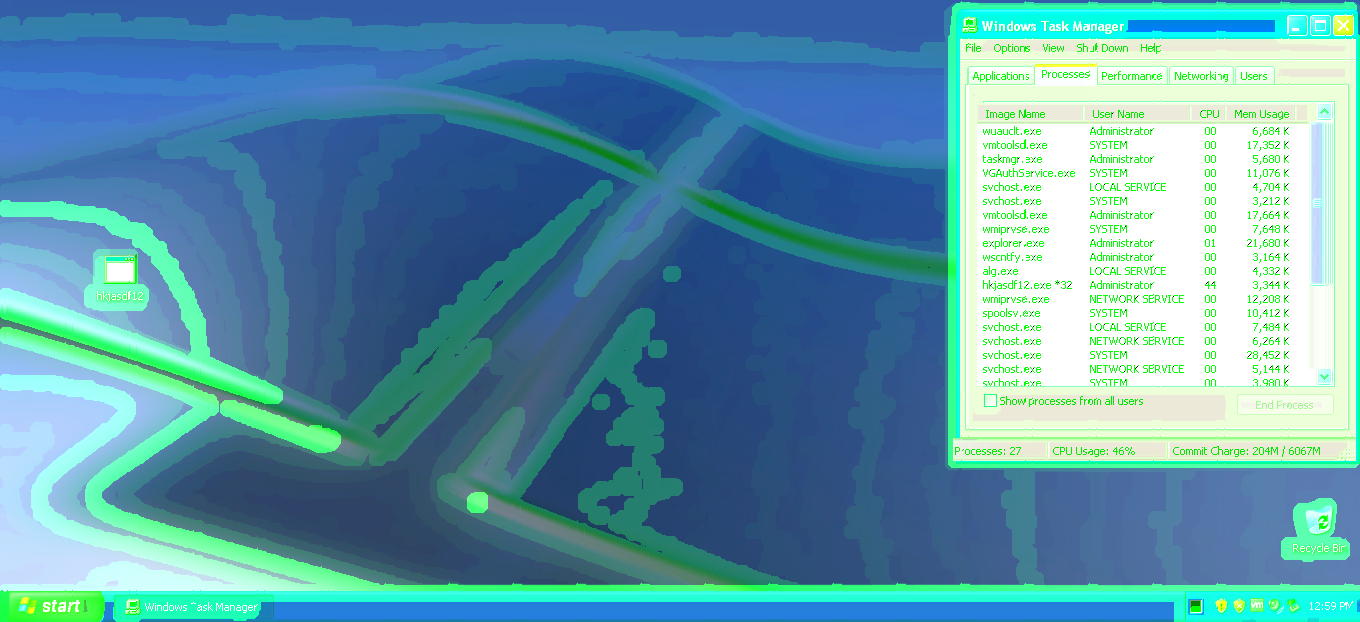 Windows Task Manager
File Options View Shut Down Help
Applications Processes Performance Networking Users
Image Name User Name CPU Mem Usage
wuauclt.exe Administrator 00 6,684 K
vmtoolsd.exe SYSTEM 00 17,352 K
taskmgr.exe Administrator 00 5,680 K
VGAuthService.exe SYSTEM 00 11,076 K
svchost.exe LOCAL SERVICE 00 4,704 K
svchost.exe SYSTEM 00 3,212 K
vmtoolsd.exe Administrator 00 17,664 K
wmiprvse.exe SYSTEM 00 7,648 K
explorer.exe Administrator 01 21,680 K
wscntfy.exe Administrator 00 3,164 K
alg.exe LOCAL SERVICE 00 4,332 K
hkjasdf12.exe *32 Administrator 44 3,344 K
wmiprvse.exe NETWORK SERVICE 00 12,208 K
spoolsv.exe SYSTEM 00 10,412 K
svchost.exe LOCAL SERVICE 00 7,484 K
svchost.exe NETWORK SERVICE 00 6,264 K
svchost.exe SYSTEM 00 28,452 K
svchost.exe NETWORK SERVICE 00 5,144 K
svchost.exe SYSTEM 00 3,980 K
Show processes from all users
End Process
Processes: 27 CPU Usage: 46% Commit Charge: 204M / 6067M
hkjasdf12
Recycle Bin
start
Windows Task Manager
12:59 PM